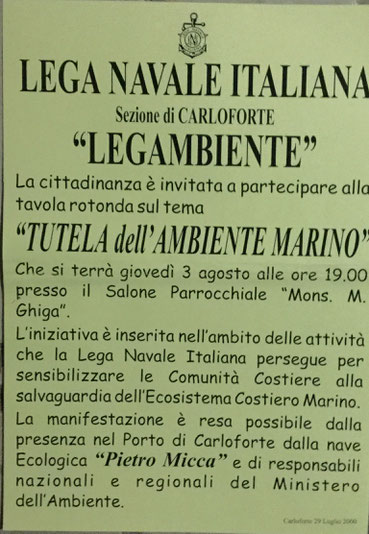 LEGA NAVALE ITALIANA
Sezione di CARLOFORTE
“LEGAMBIENTE”
La cittadinanza è invitata a partecipare alla
tavola rotonda sul tema
“TUTELA dell’AMBIENTE MARINO”
Che si terrà giovedì 3 agosto alle ore 19.00
presso il Salone Parrocchiale “Mons. M.
Ghiga”.
L’iniziativa è inserita nell’ambito delle attività
che la Lega Navale Italiana persegue per
sensibilizzare le Comunità Costiere alla
salvaguardia dell’Ecosistema Costiero Marino.
La manifestazione è resa possibile dalla
presenza nel Porto di Carloforte dalla nave
Ecologica “Pietro Micca” e di responsabili
nazionali e regionali del Ministero
dell’Ambiente.
Carloforte 29 Luglio 2000